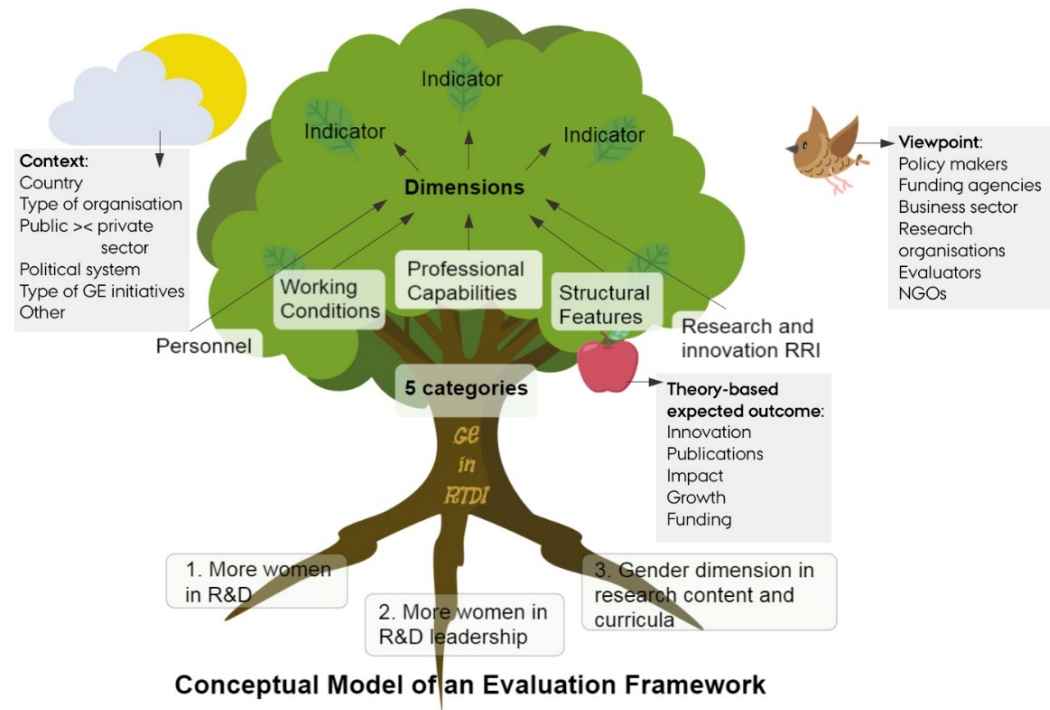 Indicator
Indicator
Indicator
Dimensions
Context:
Country
Type of organisation
Public >< private
sector
Political system
Type of GE initiatives
Other
Viewpoint:
Policy makers
Funding agencies
Business sector
Research
organisations
Evaluators
NGOs
Personnel
Working
Conditions
Professional
Capabilities
Structural
Features
Research and
innovation RRI
5 categories
GE
in
RTDI
Theory-based
expected outcome:
Innovation
Publications
Impact
Growth
Funding
1. More women
in R&D
2. More women in
R&D leadership
3. Gender dimension in
research content and
curricula
Conceptual Model of an Evaluation Framework